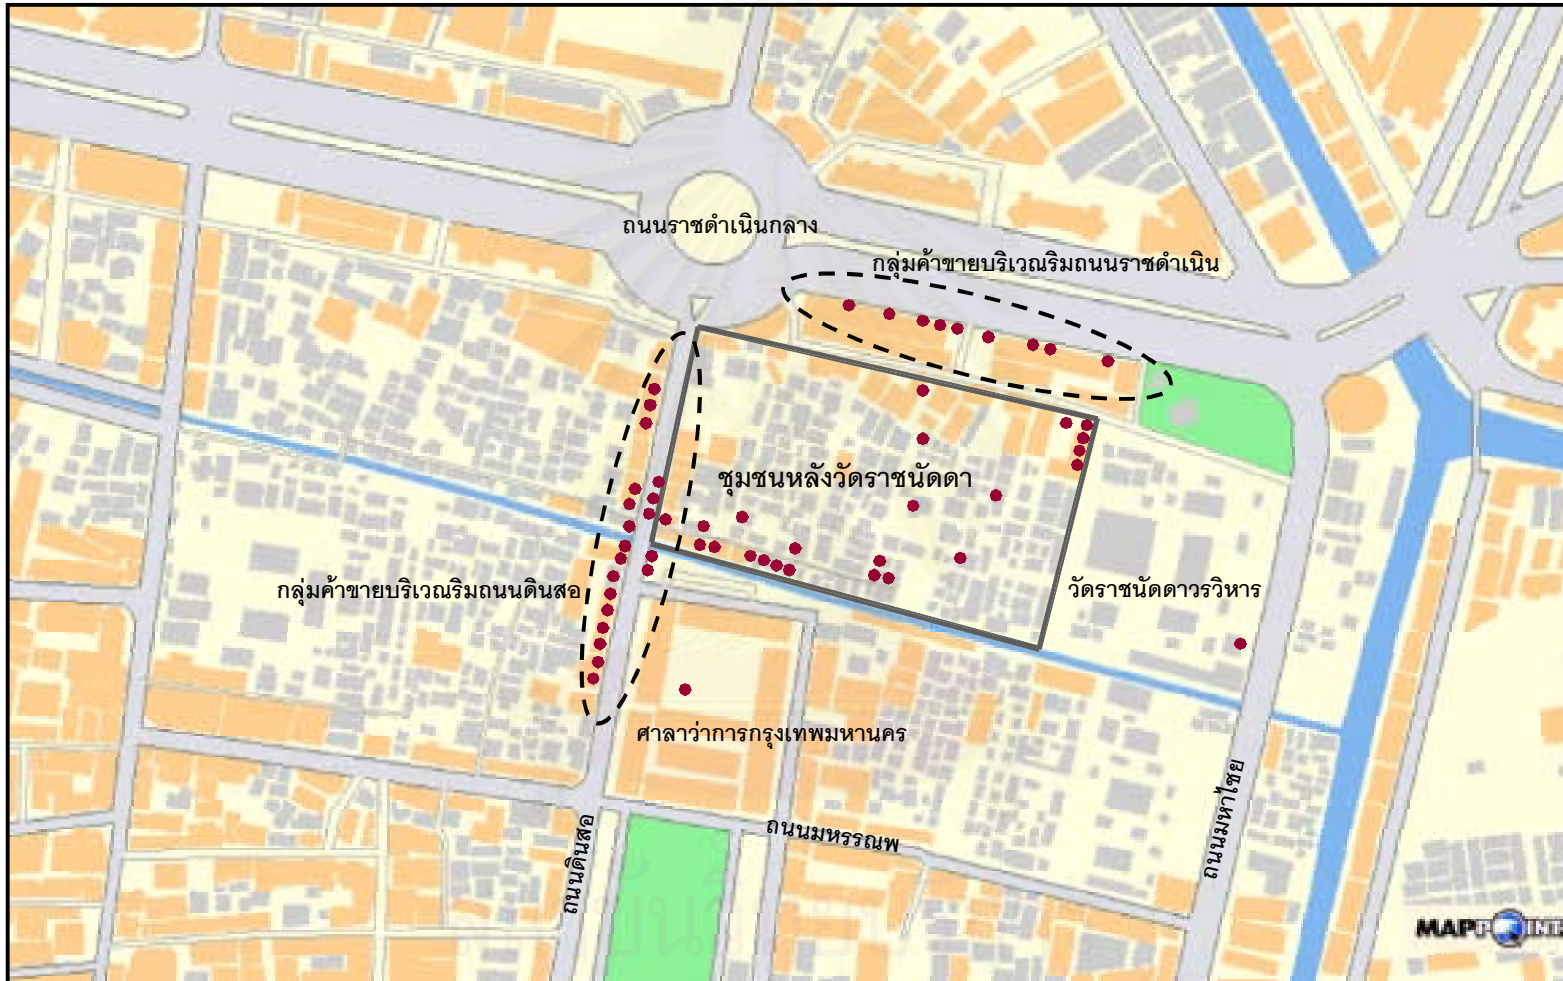 ถนนราชดำเนินกลาง
กลุ่มค้าขายบริเวณริมถนนราชดำเนิน
ชุมชนหลังวัดราชนัดดา
กลุ่มค้าขายบริเวณริมถนนดินสอ
วัดราชนัดดาวรวิหาร
ศาลาว่าการกรุงเทพมหานคร
ถนนมหาไชย
ถนนดินสอ
ถนนมหรรณพ
MAPPOINT